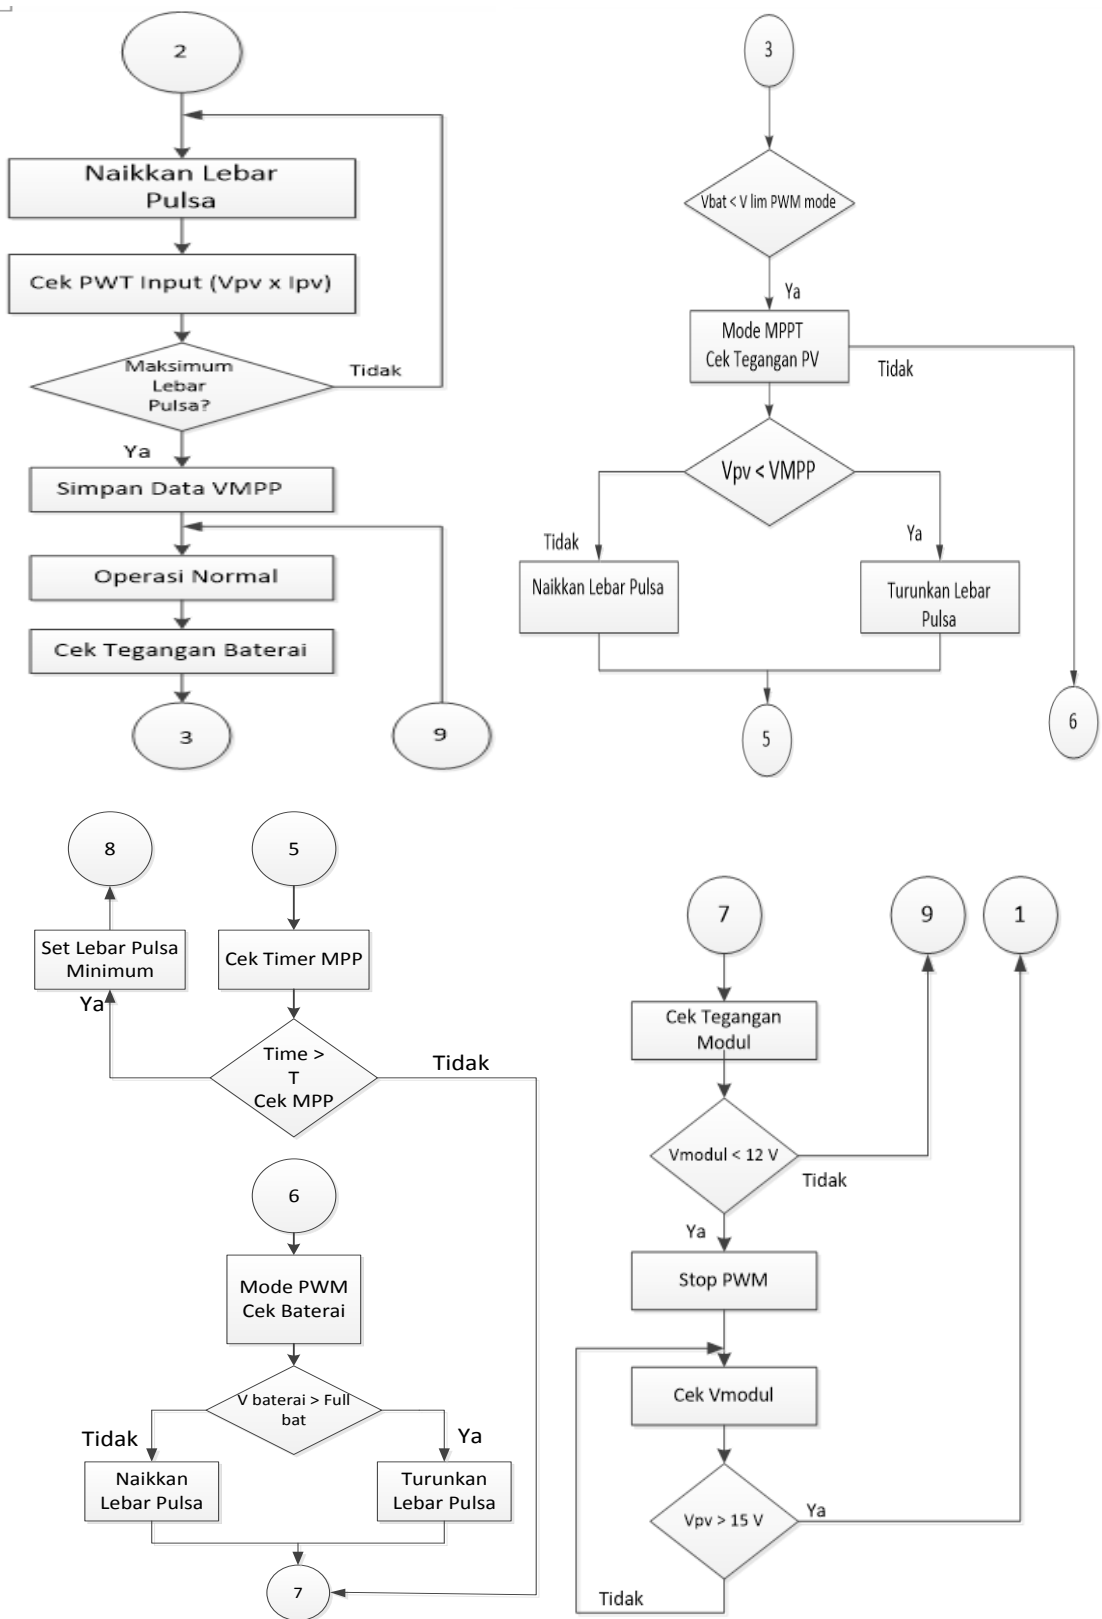 2
Naikkan Lebar
Pulsa
Cek PWT Input (Vpv x Ipv)
Maksimum
Lebar
Pulsa?
Tidak
Ya
Simpan Data VMPP
Operasi Normal
Cek Tegangan Baterai
3
9
3
Vbat < V lim PWM mode
Ya
Mode MPPT
Cek Tegangan PV
Tidak
Vpv < VMPP
Tidak
Ya
Naikkan Lebar Pulsa
Turunkan Lebar
Pulsa
5
6
8
5
Set Lebar Pulsa
Minimum
Cek Timer MPP
Ya
Time >
T
Cek MPP
Tidak
6
Mode PWM
Cek Baterai
V baterai > Full
bat
Tidak
Ya
Naikkan
Lebar Pulsa
Turunkan
Lebar Pulsa
7
7
9
1
Cek Tegangan
Modul
Vmodul < 12 V
Tidak
Ya
Stop PWM
Cek Vmodul
Vpv > 15 V
Ya
Tidak